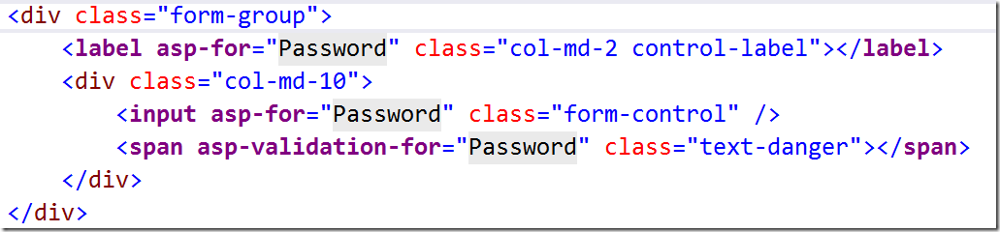 <div class="form-group">
    <label asp-for="Password" class="col-md-2 control-label"></label>
    <div class="col-md-10">
        <input asp-for="Password" class="form-control" />
        <span asp-validation-for="Password" class="text-danger"></span>
    </div>
</div>